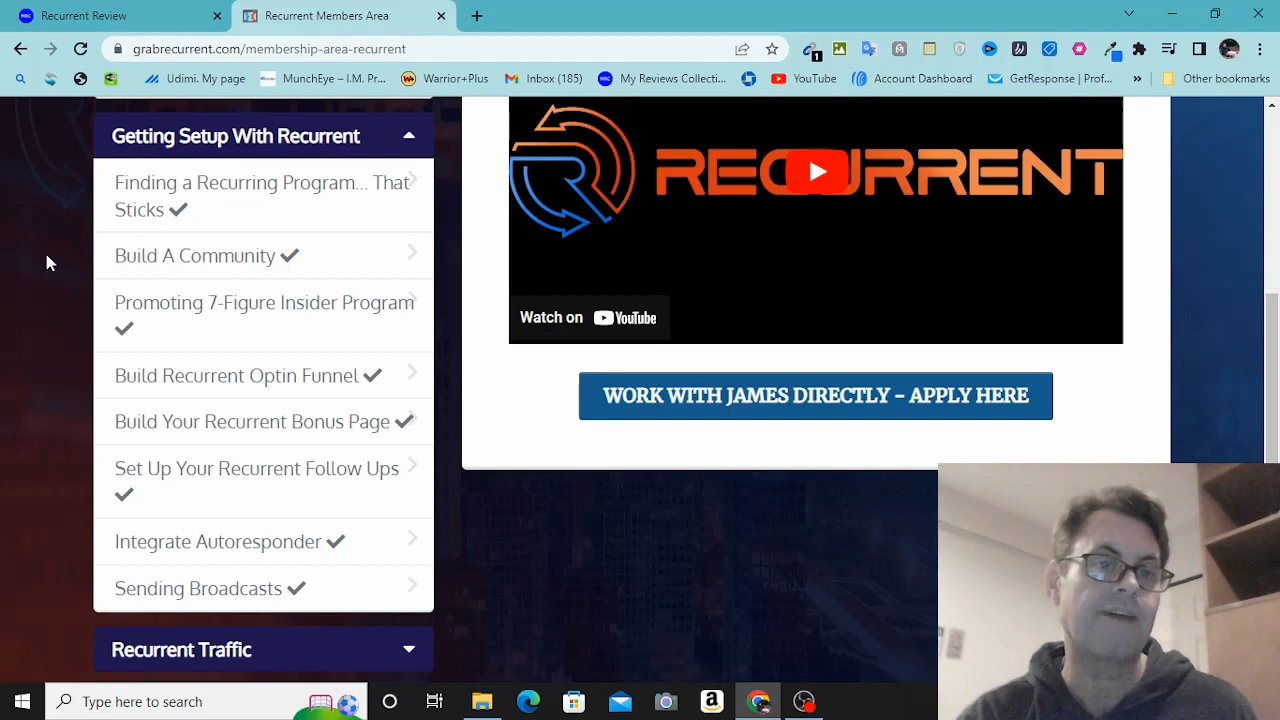 Recurrent Review
Recurrent Members Area
grabrecurrent.com/membership-area-recurrent
1
Udimi. My page
MunchEye – I.M. Pr...
Warrior+Plus
Inbox (185)
My Reviews Collecti...
YouTube
Account Dashboard
GetResponse | Prof...
Other bookmarks
Getting Setup With Recurrent
Finding a Recurring Program... That
Sticks
Build A Community
Promoting 7-Figure Insider Program
Build Recurrent Optin Funnel
Build Your Recurrent Bonus Page
Set Up Your Recurrent Follow Ups
Integrate Autoresponder
Sending Broadcasts
Recurrent Traffic
RECURRENT
Watch on YouTube
WORK WITH JAMES DIRECTLY – APPLY HERE
Type here to search